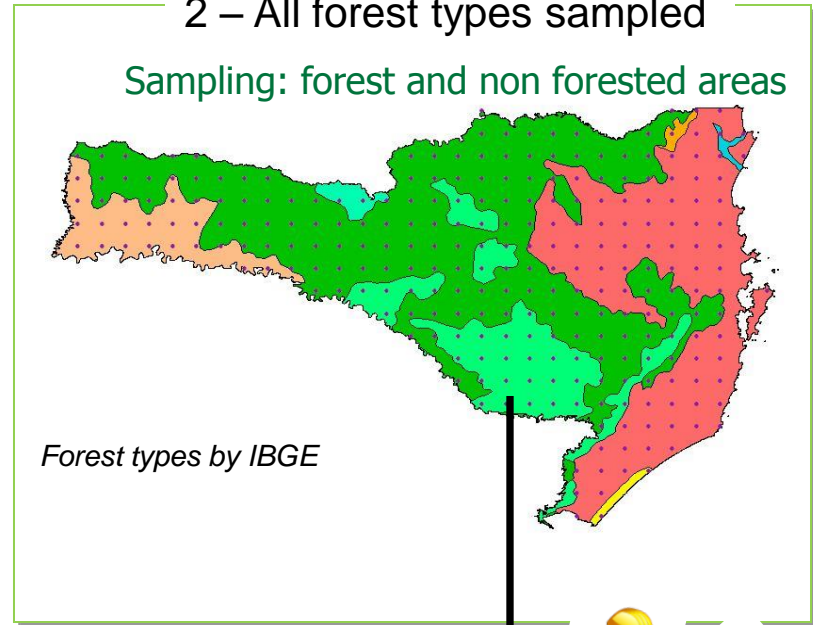 2 – All forest types sampled
Sampling: forest and non forested areas
Forest types by IBGE